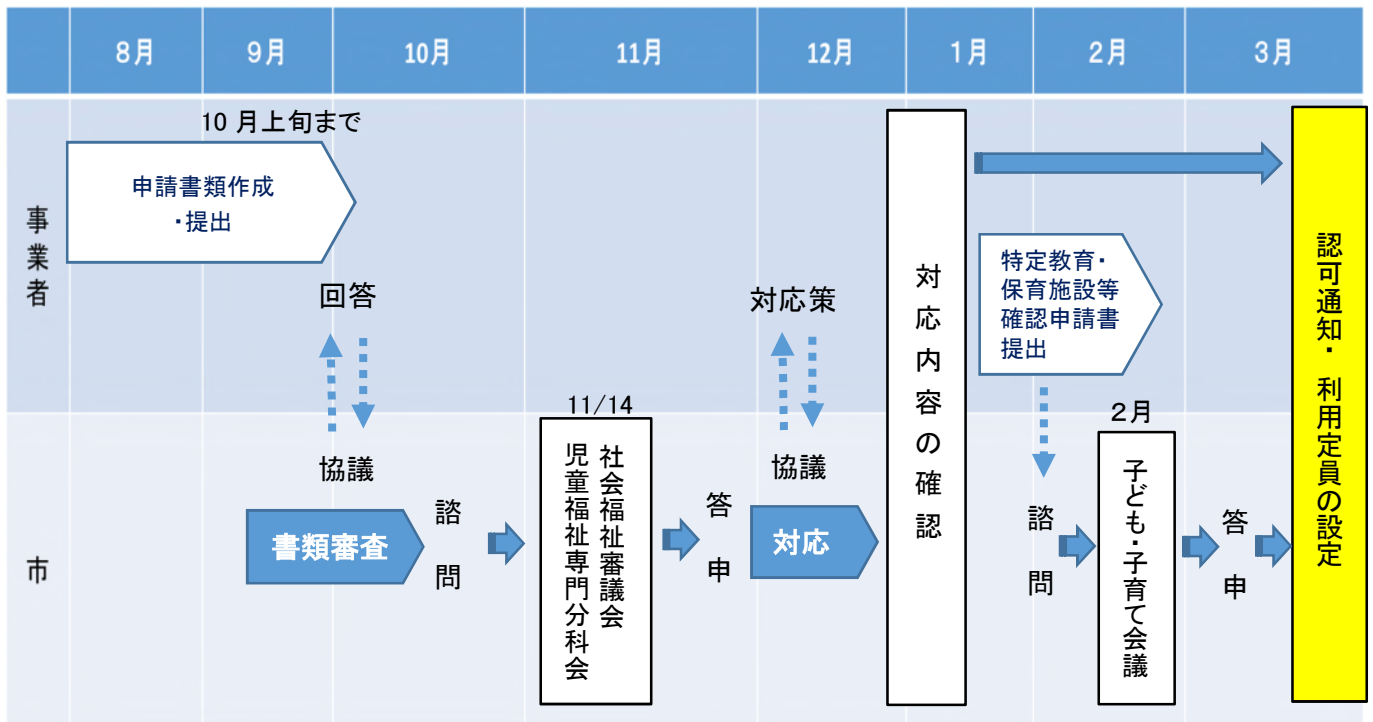 8月
9月
10月
11月
12月
1月
2月
3月
事業者
10 月上旬まで
申請書類作成
・提出
回答
対応策
対応内容の確認
特定教育・
保育施設等
確認申請書
提出
認可通知・ 利用定員の設定
市
協議
書類審査
諮問
11/14
社会福祉審議会
児童福祉専門分科会
答申
協議
対応
諮問
2月
子ども・子育て会議
答申